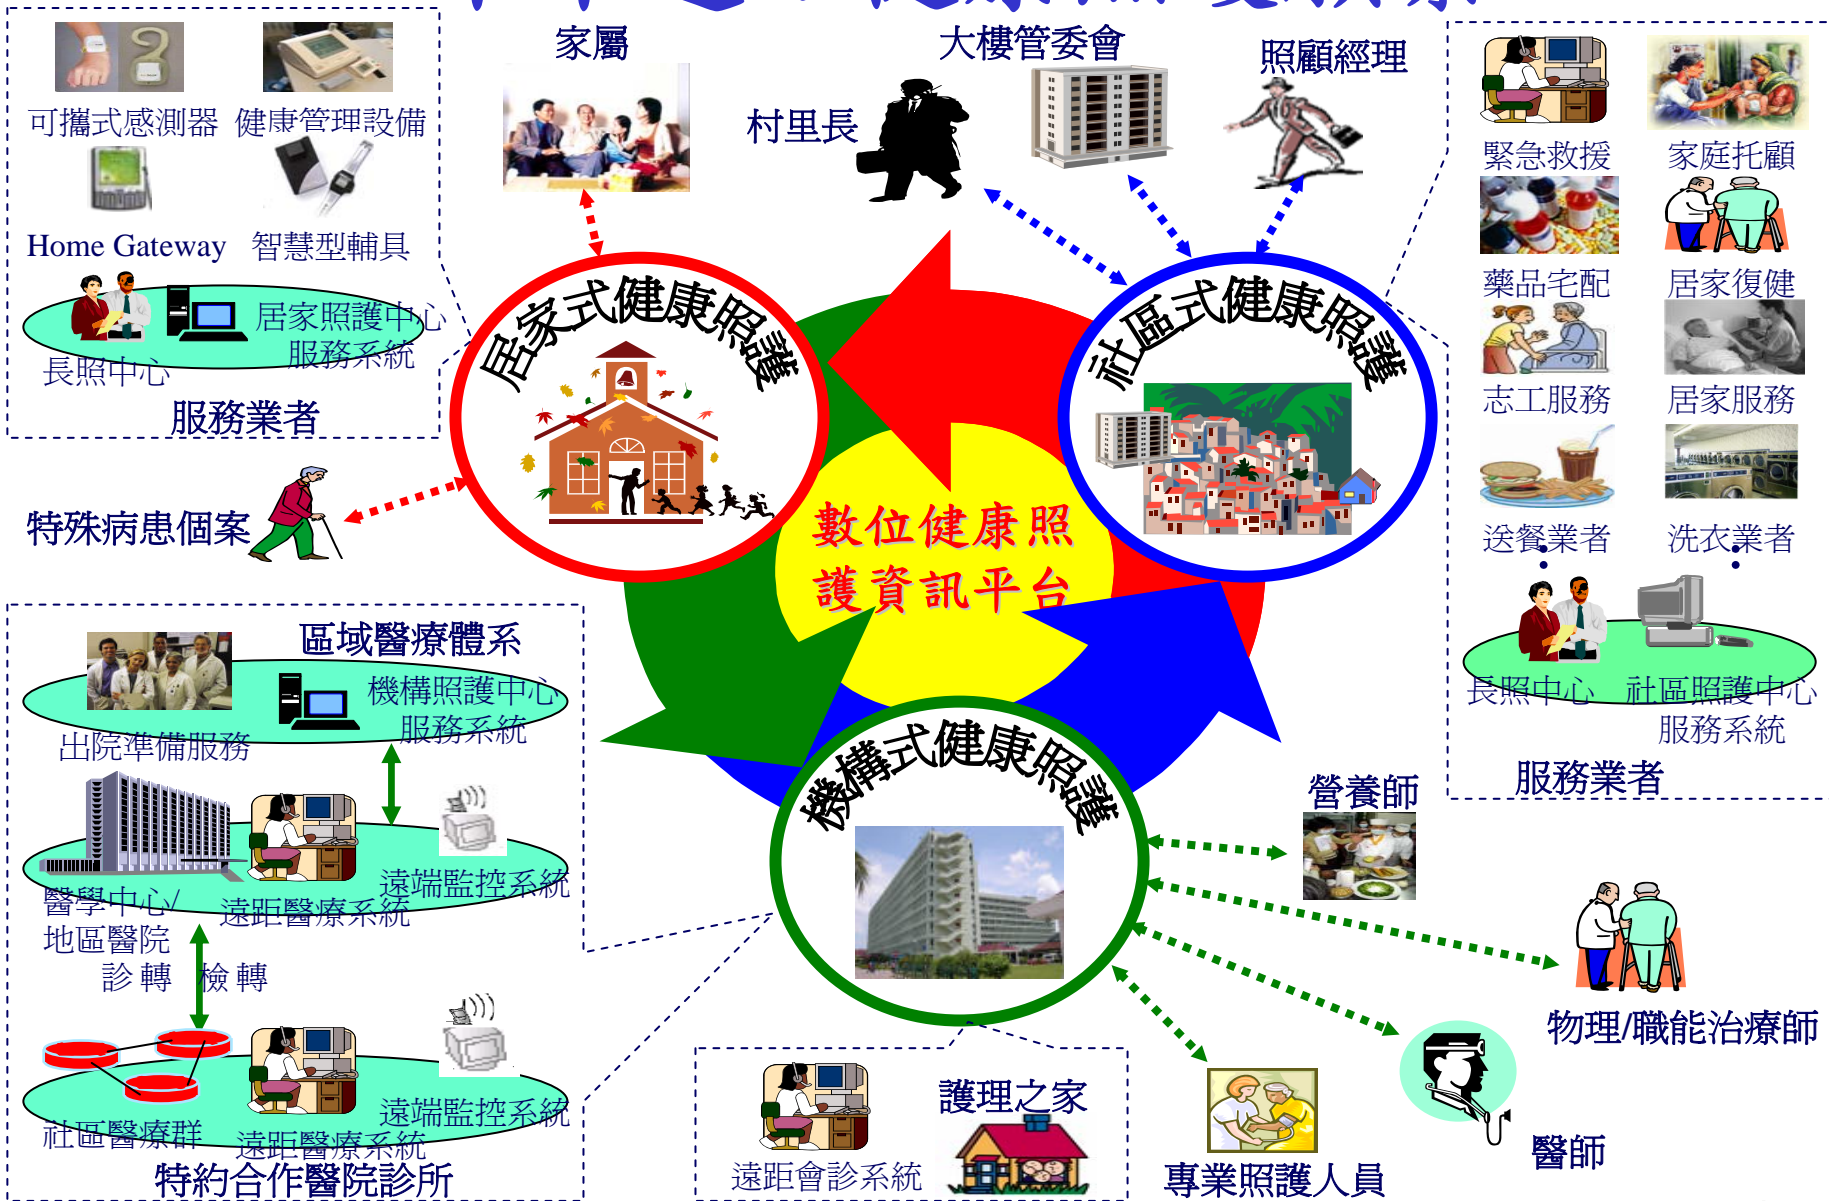 家屬
大樓管委會
照顧經理
村里長
可攜式感測器
健康管理設備
Home Gateway
智慧型輔具
居家照護中心
服務系統
長照中心
服務業者
特殊病患個案
居家式健康照護
社區式健康照護
數位健康照
護資訊平台
機構式健康照護
緊急救援
家庭托顧
藥品宅配
居家復健
志工服務
居家服務
送餐業者
洗衣業者
長照中心
社區照護中心
服務系統
服務業者
區域醫療體系
機構照護中心
服務系統
出院準備服務
醫學中心/
地區醫院
遠距醫療系統
遠端監控系統
診 轉
檢 轉
社區醫療群
遠距醫療系統
遠端監控系統
特約合作醫院診所
遠距會診系統
護理之家
營養師
物理/職能治療師
醫師
專業照護人員